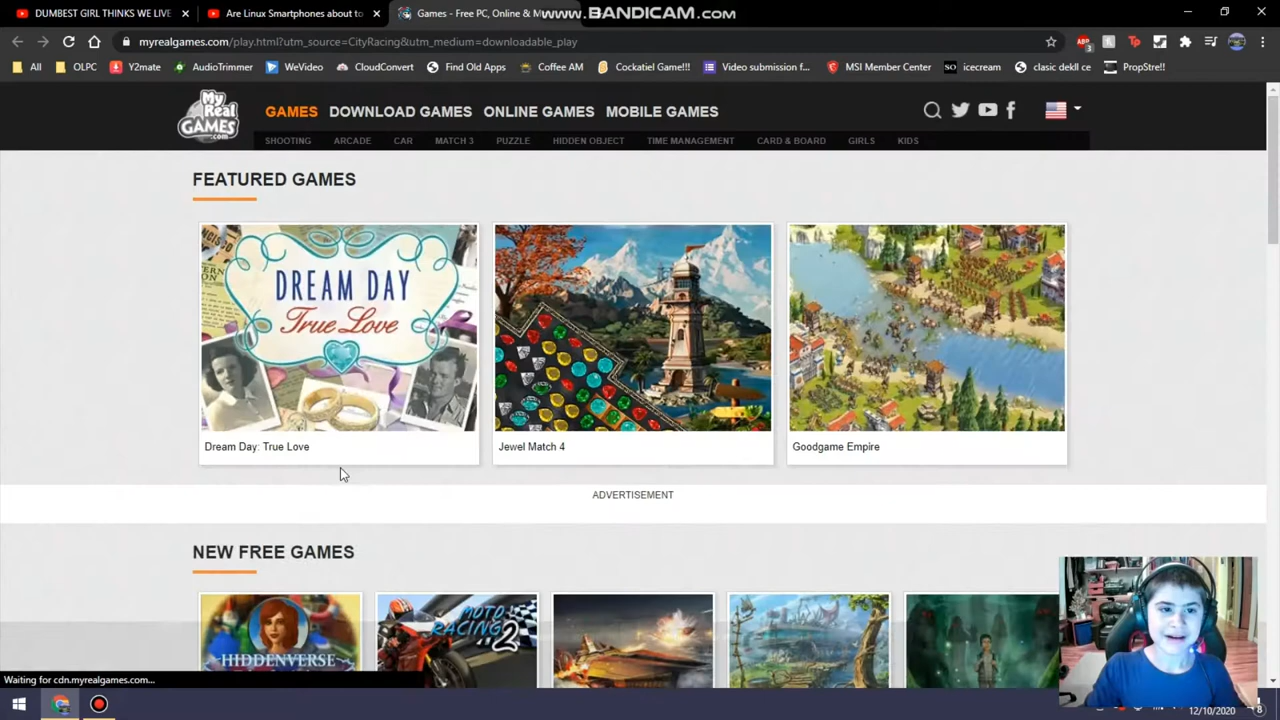 DUMBEST GIRL THINKS WE LIVE
Are Linux Smartphones about to
Games - Free PC, Online & M
www.BANDICAM.com
myrealgames.com/play.html?utm_source=CityRacing&utm_medium=downloadable_play
All
OLPC
Y2mate
AudioTrimmer
WeVideo
CloudConvert
Find Old Apps
Coffee AM
Cockatiel Game!!!
Video submission f...
MSI Member Center
icecream
clasic dekll ce
PropStre!!
My Real GAMES .com
GAMES
DOWNLOAD GAMES
ONLINE GAMES
MOBILE GAMES
SHOOTING
ARCADE
CAR
MATCH 3
PUZZLE
HIDDEN OBJECT
TIME MANAGEMENT
CARD & BOARD
GIRLS
KIDS
FEATURED GAMES
DREAM DAY
True Love
Dream Day: True Love
Jewel Match 4
Goodgame Empire
ADVERTISEMENT
NEW FREE GAMES
HIDDENVERSE
MOTO
RACING 2
Waiting for cdn.myrealgames.com...
12/10/2020